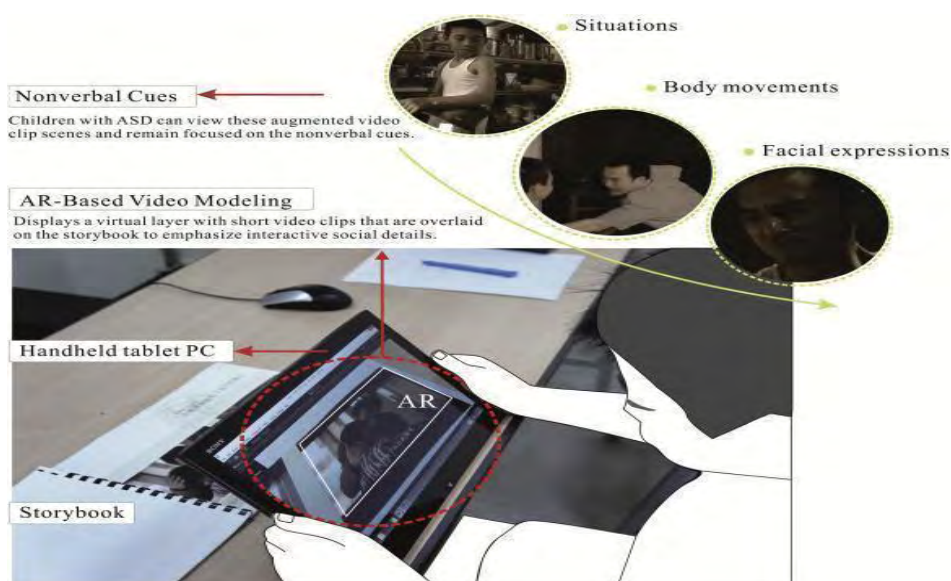 Situations
Body movements
Facial expressions
Nonverbal Cues
Children with ASD can view these augmented video
clip scenes and remain focused on the nonverbal cues.
AR-Based Video Modeling
Displays a virtual layer with short video clips that are overlaid
on the storybook to emphasize interactive social details.
Handheld tablet PC
AR
SONY
Storybook